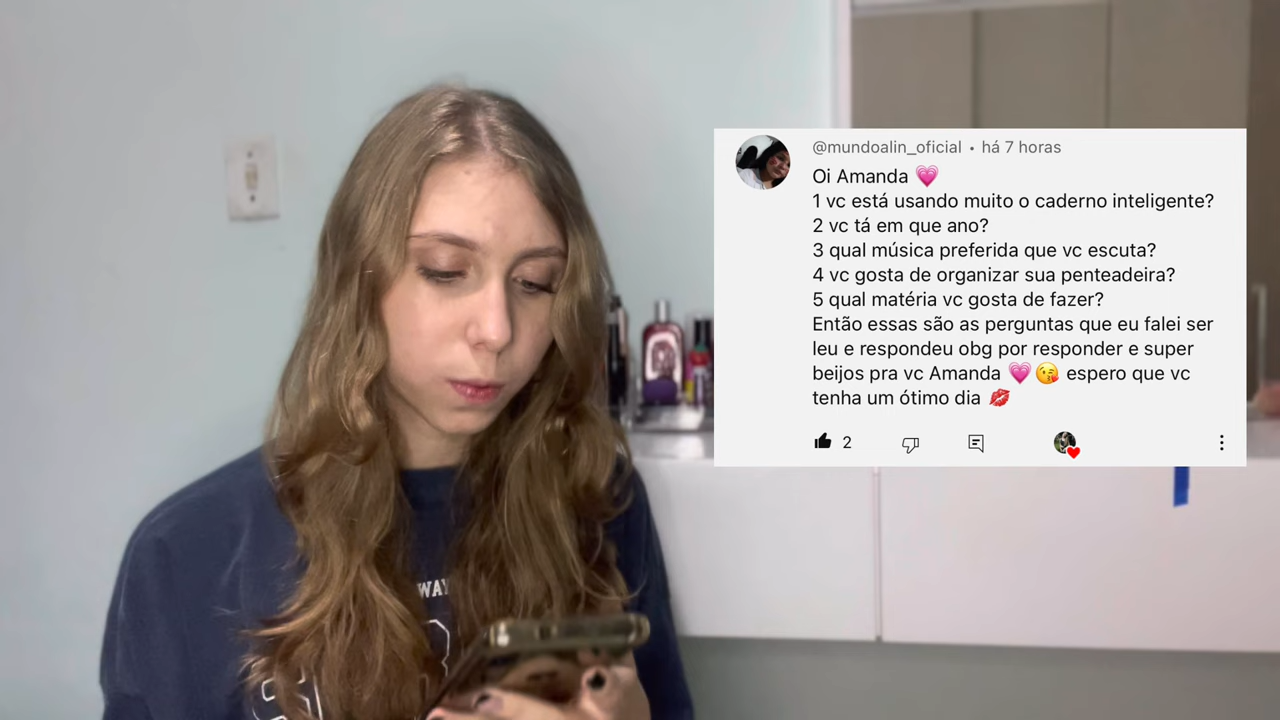 @mundoalin_oficial • há 7 horas
Oi Amanda 💗
1 vc está usando muito o caderno inteligente?
2 vc tá em que ano?
3 qual música preferida que vc escuta?
4 vc gosta de organizar sua penteadeira?
5 qual matéria vc gosta de fazer?
Então essas são as perguntas que eu falei ser
leu e respondeu obg por responder e super
beijos pra vc Amanda 💗😘 espero que vc
tenha um ótimo dia 💋
2
WAY